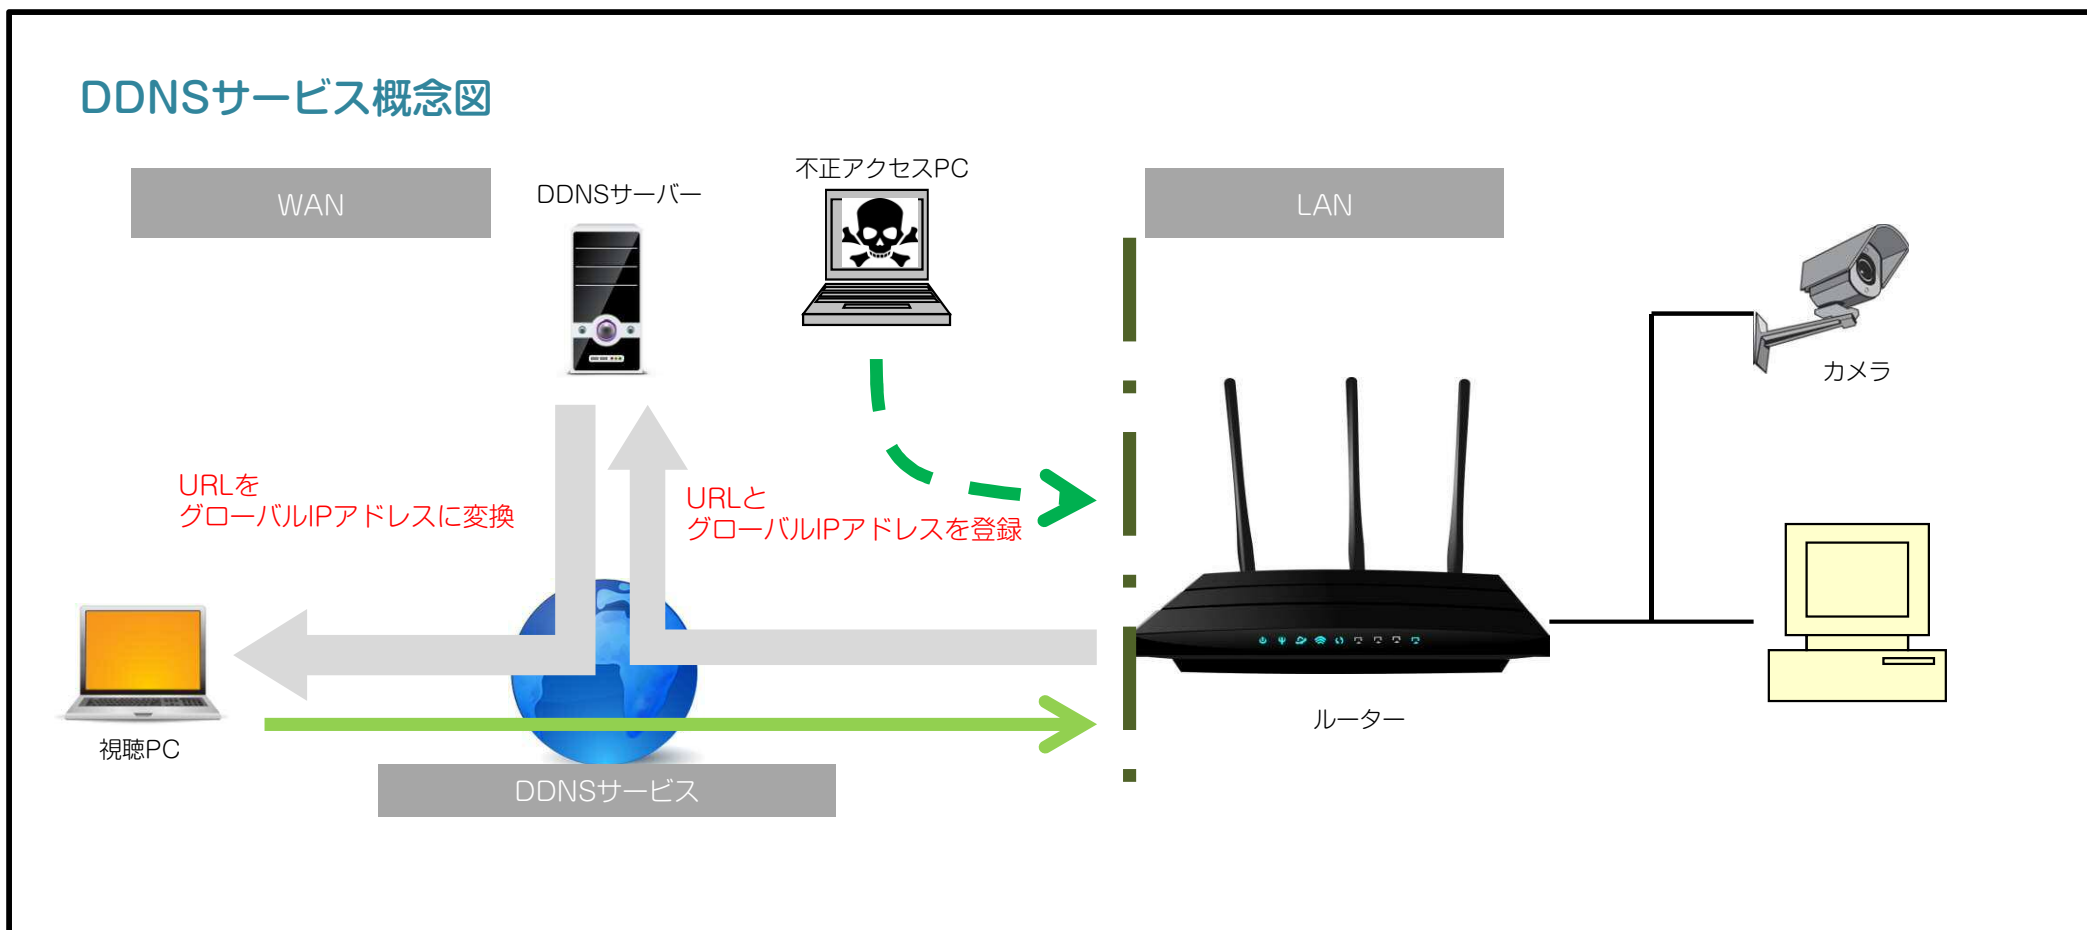 DDNSサービス概念図
WAN
DDNSサーバー
不正アクセスPC
LAN
カメラ
URLを
グローバルIPアドレスに変換
URLと
グローバルIPアドレスを登録
視聴PC
ルーター
DDNSサービス